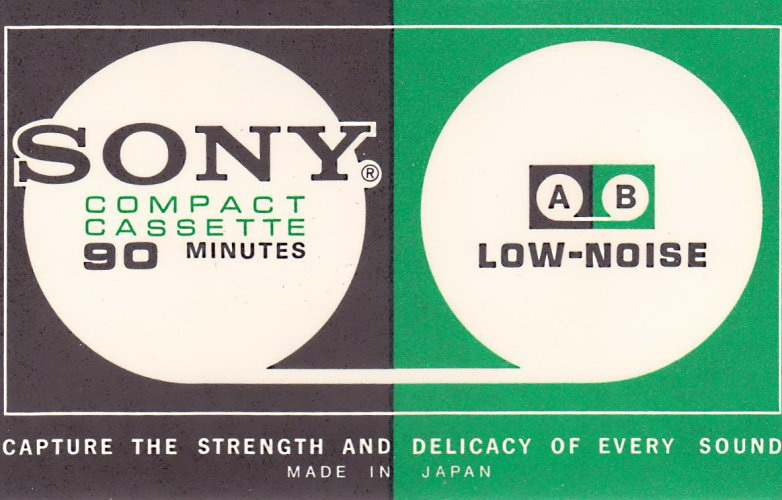 SONY®
COMPACT
CASSETTE
90 MINUTES
A B
LOW-NOISE
CAPTURE THE STRENGTH AND DELICACY OF EVERY SOUND
MADE IN JAPAN